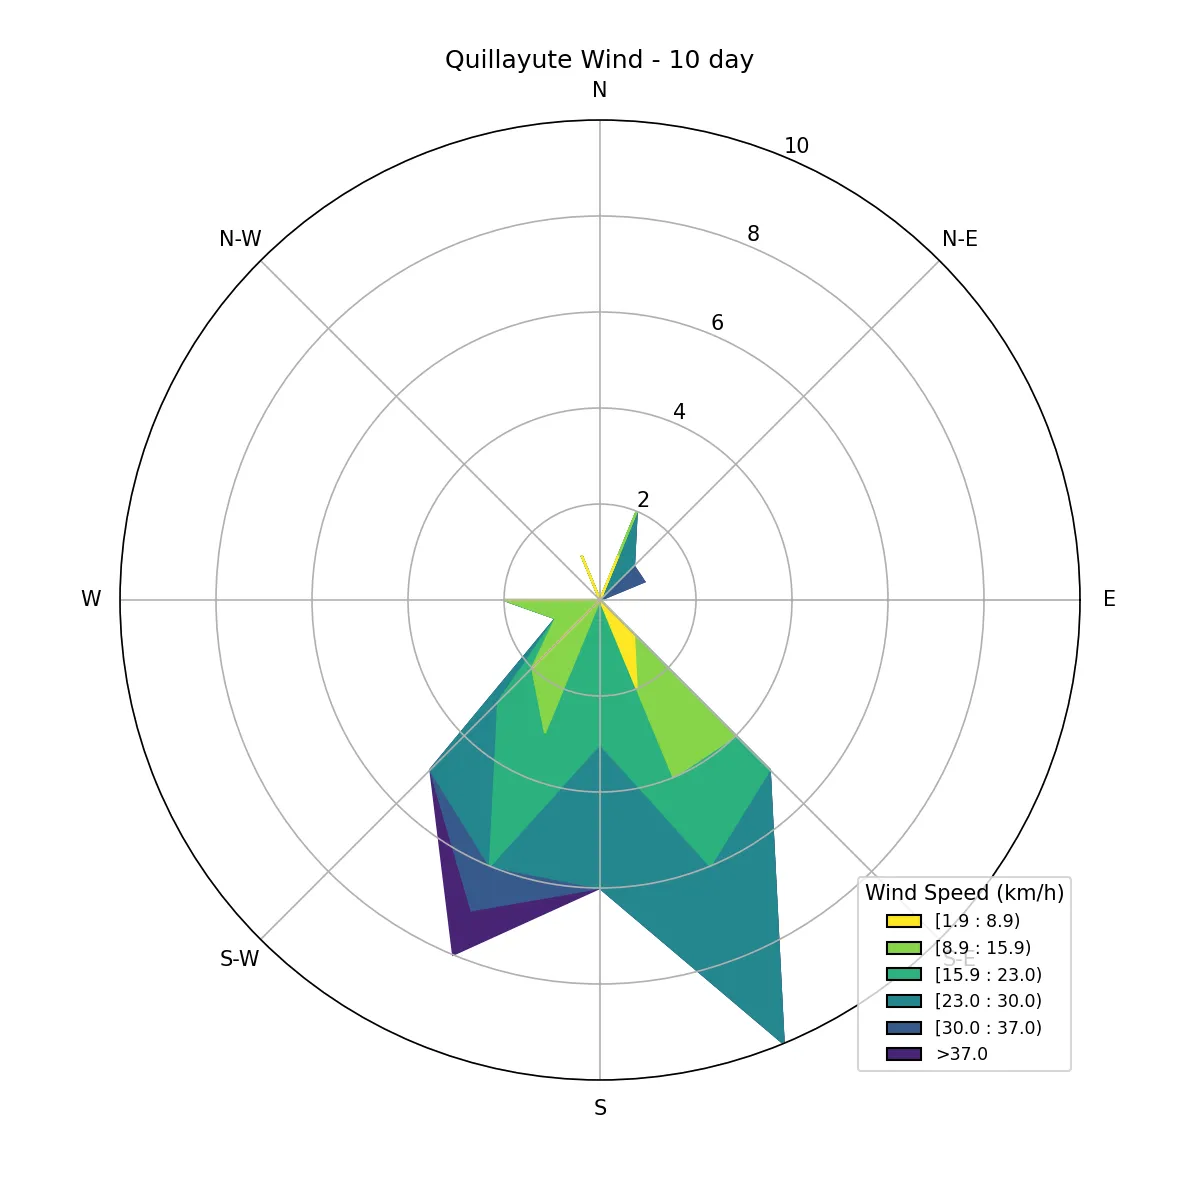 Quillayute Wind - 10 day
N
10
N-W
N-E
8
6
4
2
W
E
S-W
S-E
S
Wind Speed (km/h)
[1.9 : 8.9)
[8.9 : 15.9)
[15.9 : 23.0)
[23.0 : 30.0)
[30.0 : 37.0)
>37.0